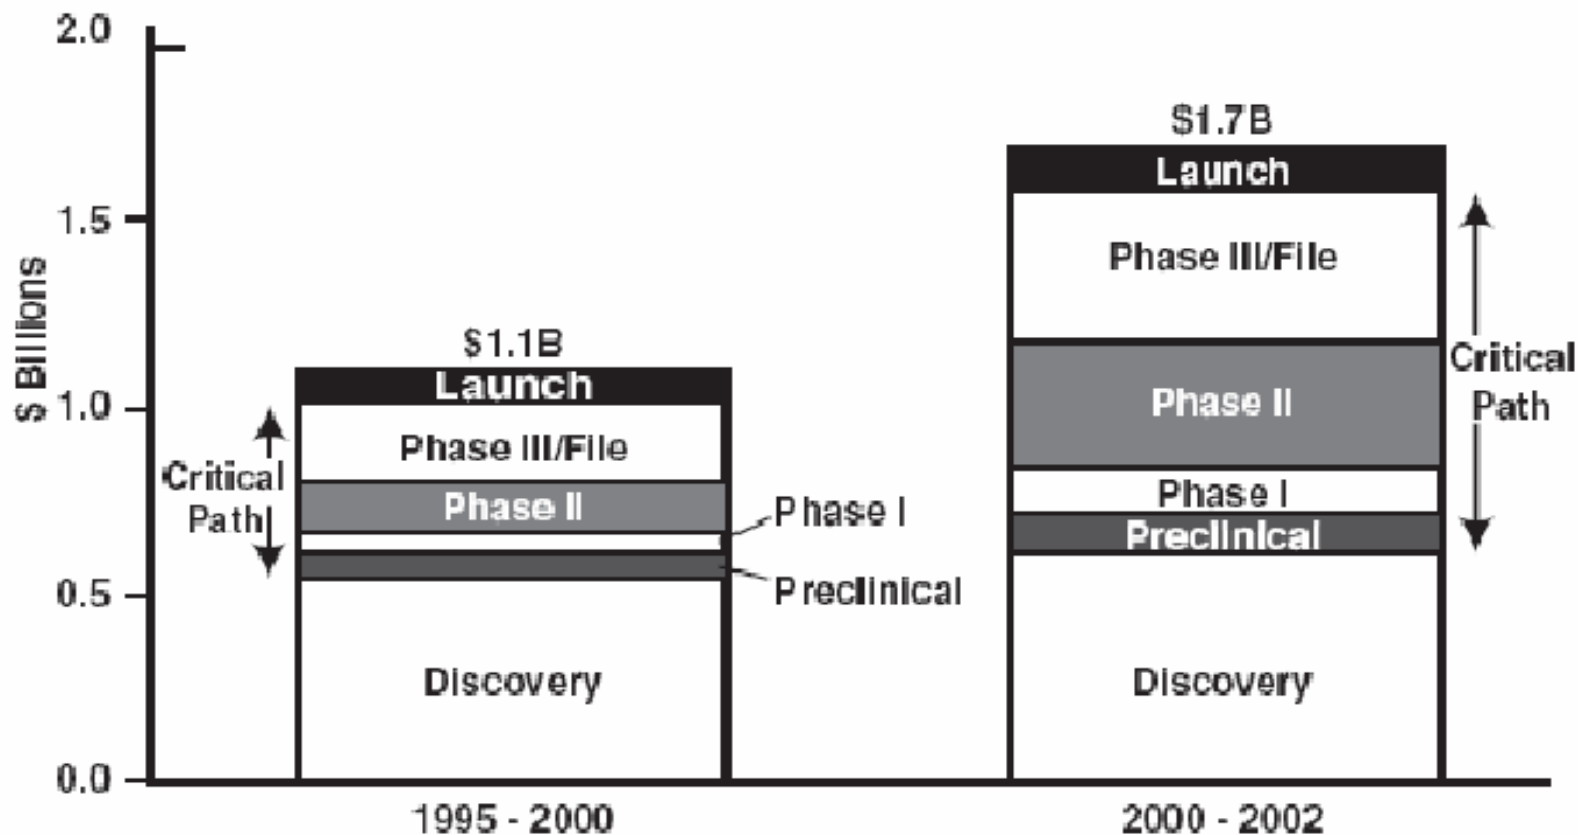 2.0
1.5
1.0
0.5
0.0
$ Billions
$1.1B
Launch
Phase III/File
Phase II
Phase I
Preclinical
Discovery
Critical
Path
1995 - 2000
$1.7B
Launch
Phase III/File
Phase II
Phase I
Preclinical
Discovery
Critical
Path
2000 - 2002